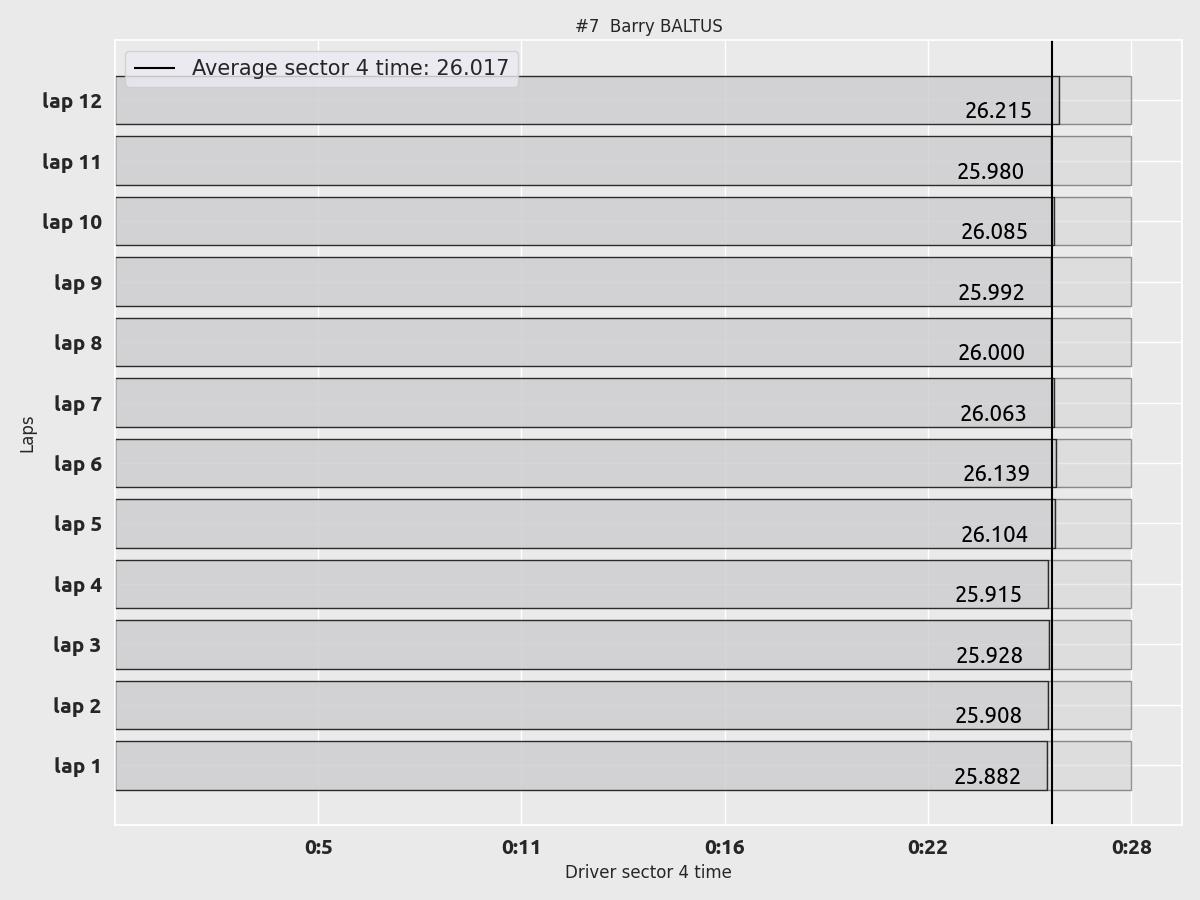 #7  Barry BALTUS
Average sector 4 time: 26.017
lap 12
26.215
lap 11
25.980
lap 10
26.085
lap 9
25.992
lap 8
26.000
lap 7
26.063
lap 6
26.139
lap 5
26.104
lap 4
25.915
lap 3
25.928
lap 2
25.908
lap 1
25.882
Laps
0:5
0:11
0:16
0:22
0:28
Driver sector 4 time